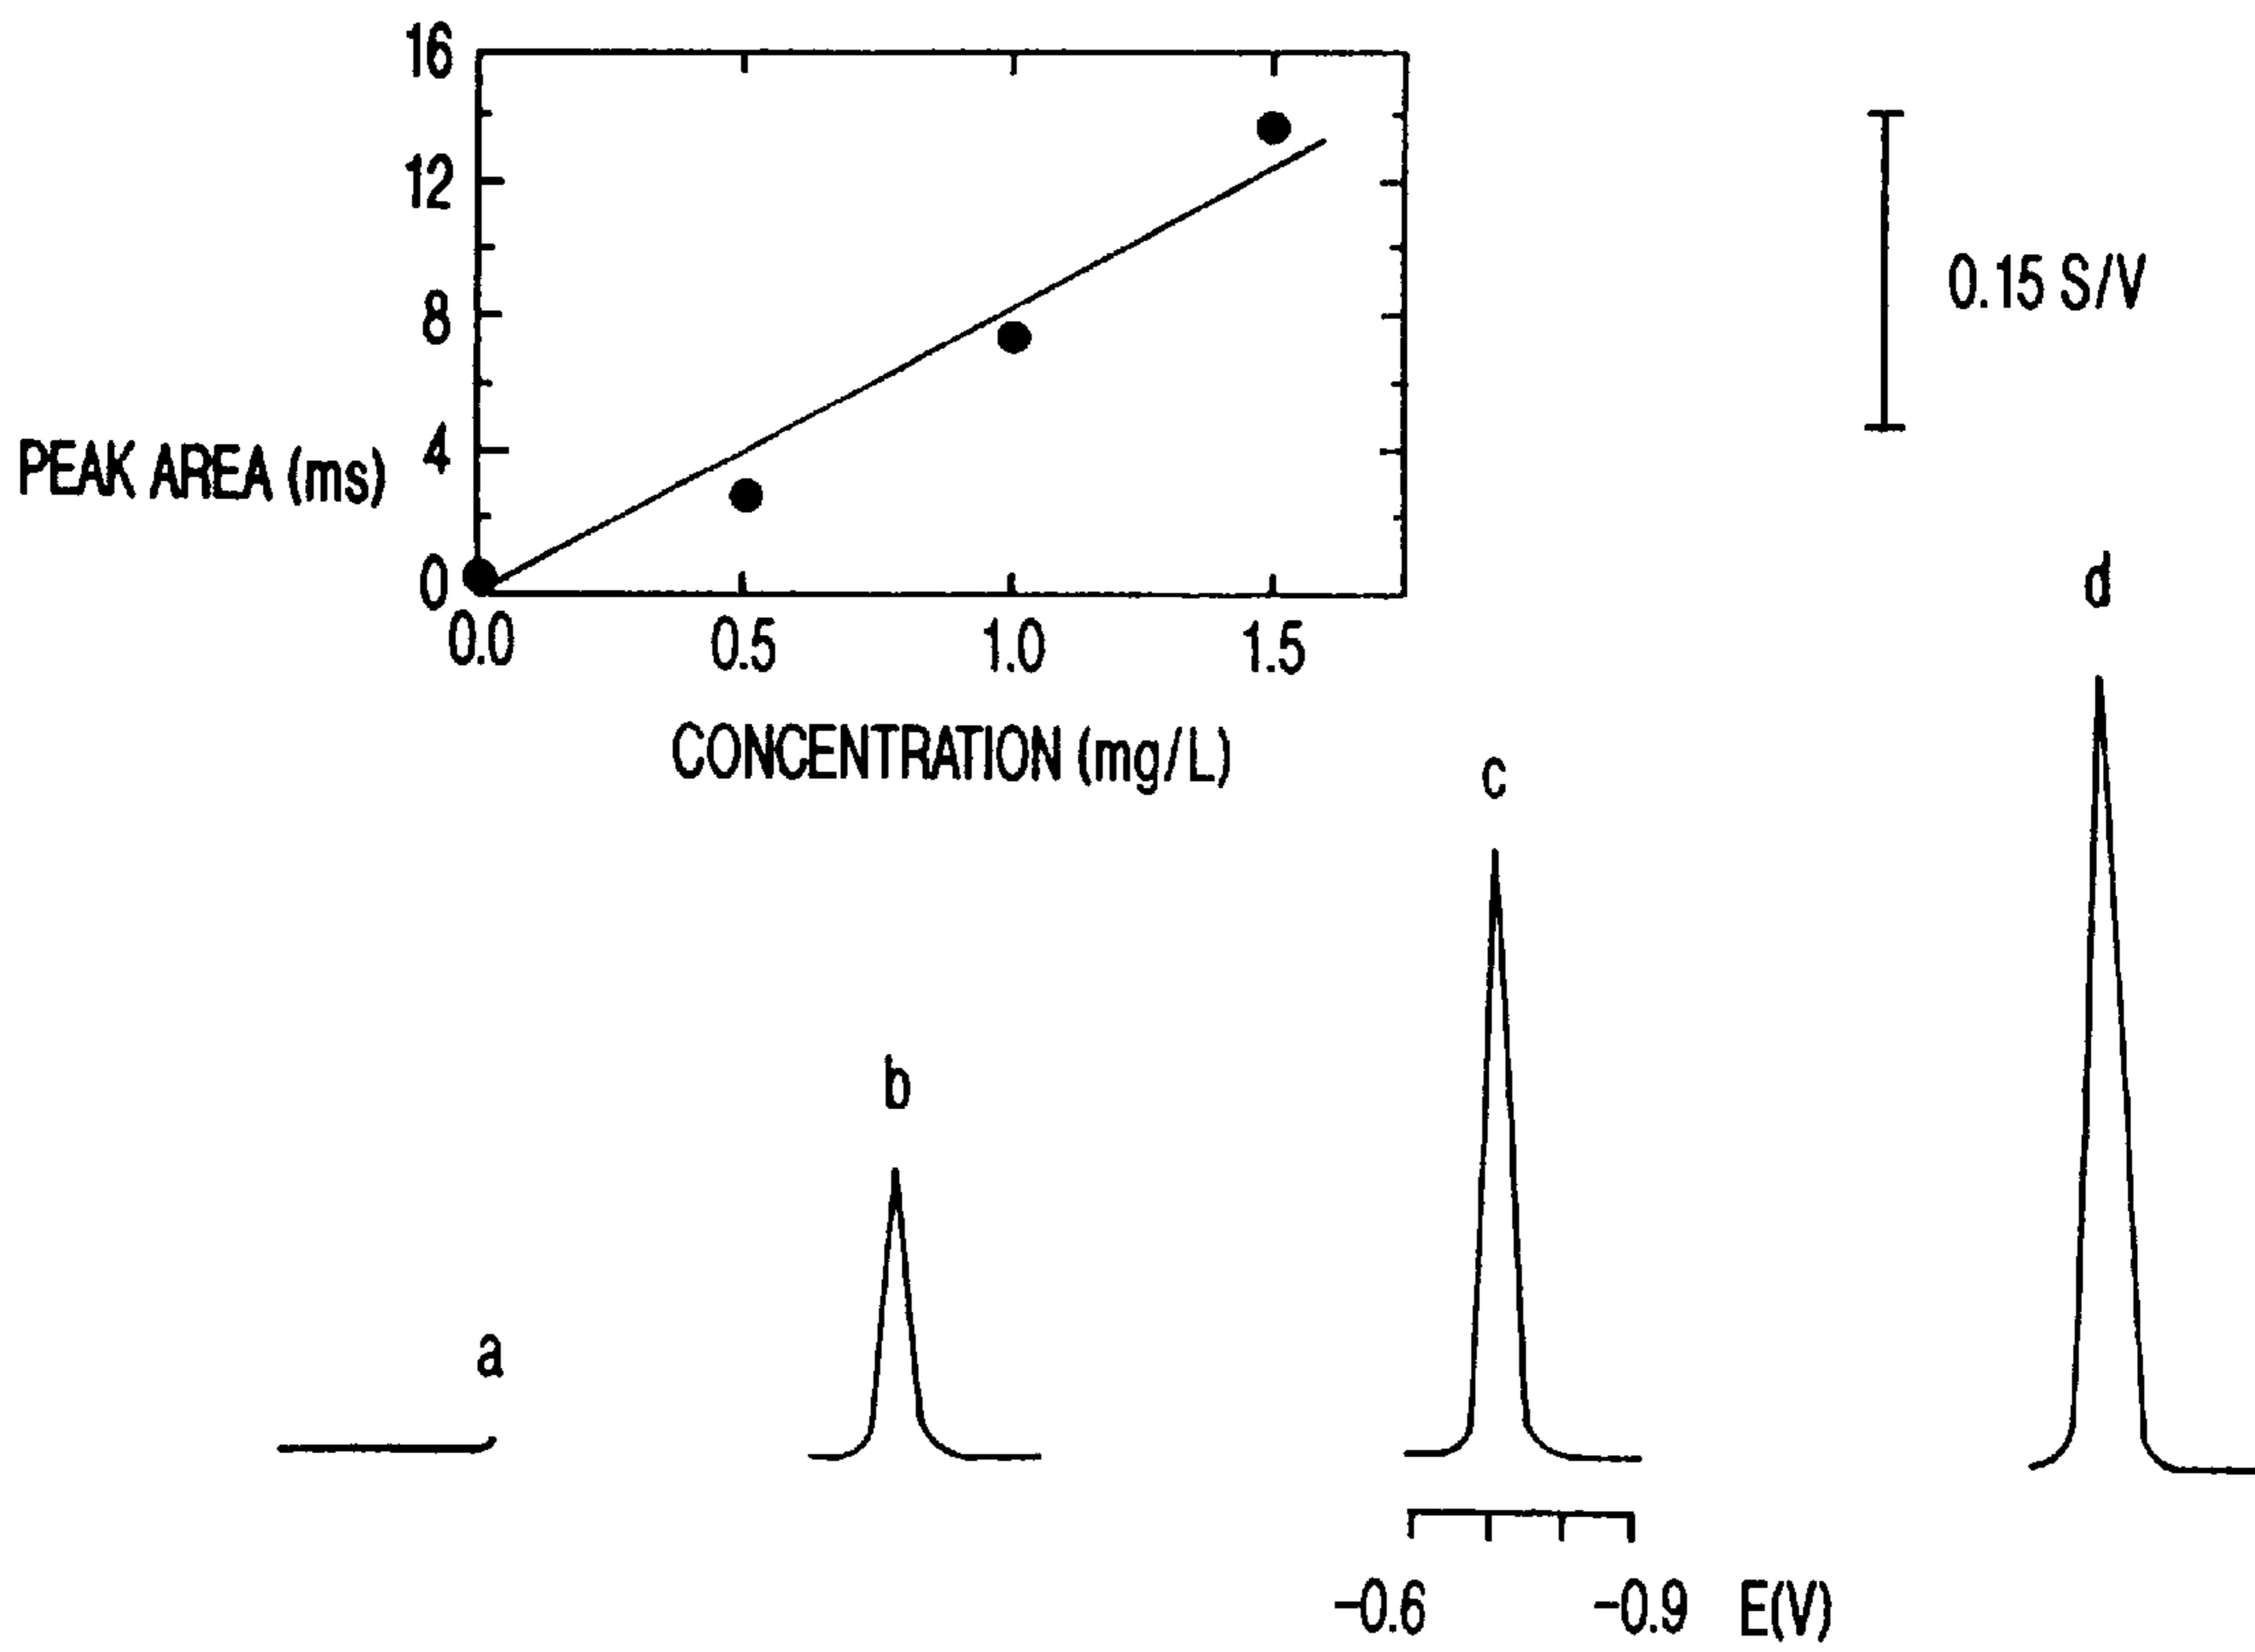 16
12
8
4
0
PEAK AREA (ms)
0.0 0.5 1.0 1.5
CONCENTRATION (mg/L)
0.15 S/V
a
b
c
d
−0.6 −0.9 E(V)